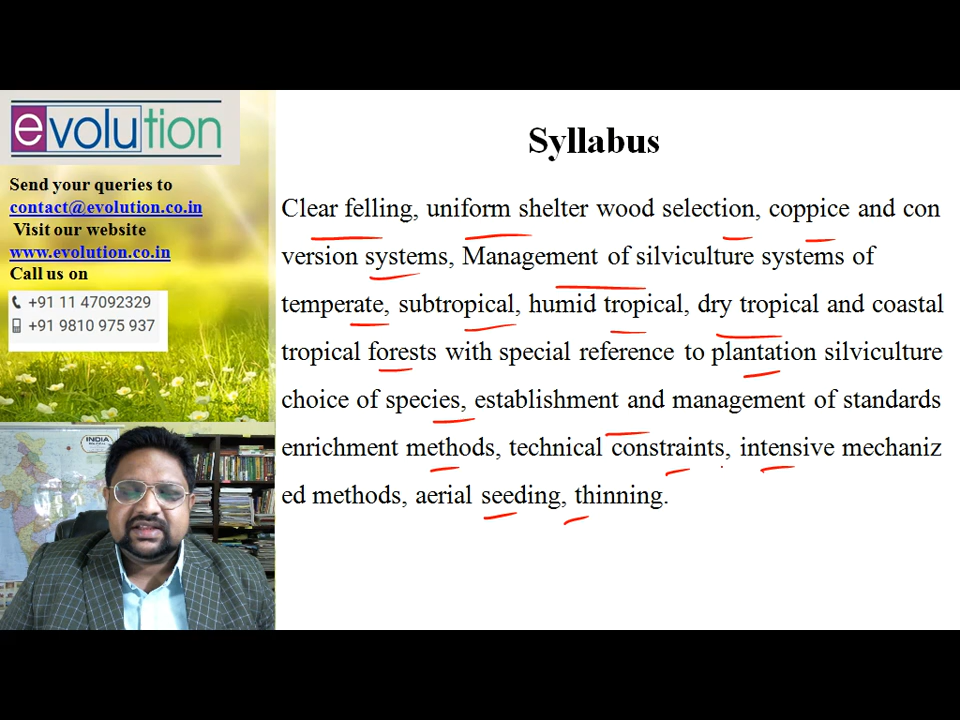 evolution
Send your queries to
contact@evolution.co.in
Visit our website
www.evolution.co.in
Call us on
+91 11 47092329
+91 9810 975 937
INDIA
Syllabus
Clear felling, uniform shelter wood selection, coppice and con
version systems, Management of silviculture systems of
temperate, subtropical, humid tropical, dry tropical and coastal
tropical forests with special reference to plantation silviculture
choice of species, establishment and management of standards
enrichment methods, technical constraints, intensive mechaniz
ed methods, aerial seeding, thinning.